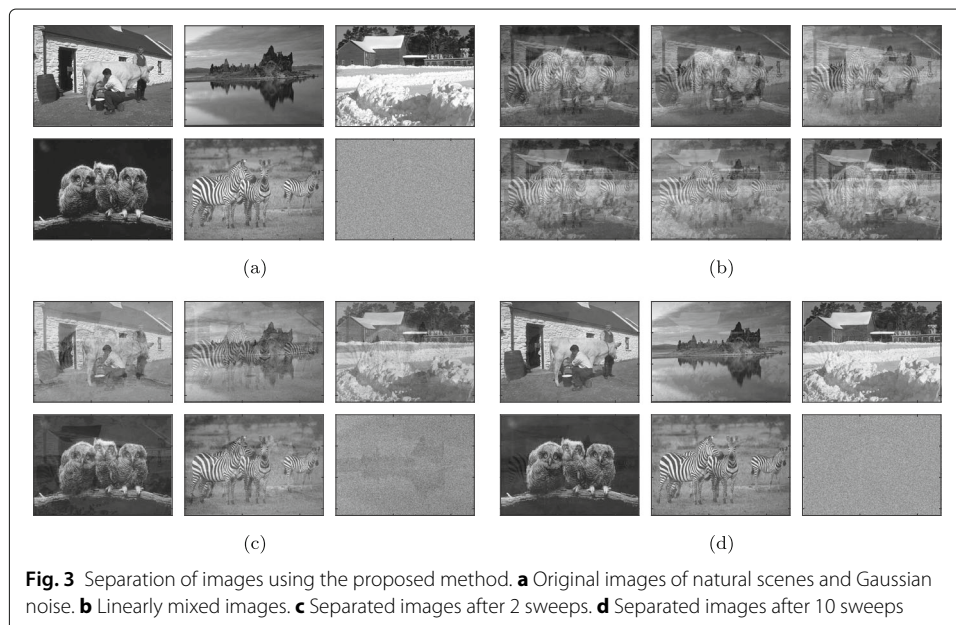 (a)
(b)
(c)
(d)
Fig. 3 Separation of images using the proposed method. a Original images of natural scenes and Gaussian
noise. b Linearly mixed images. c Separated images after 2 sweeps. d Separated images after 10 sweeps